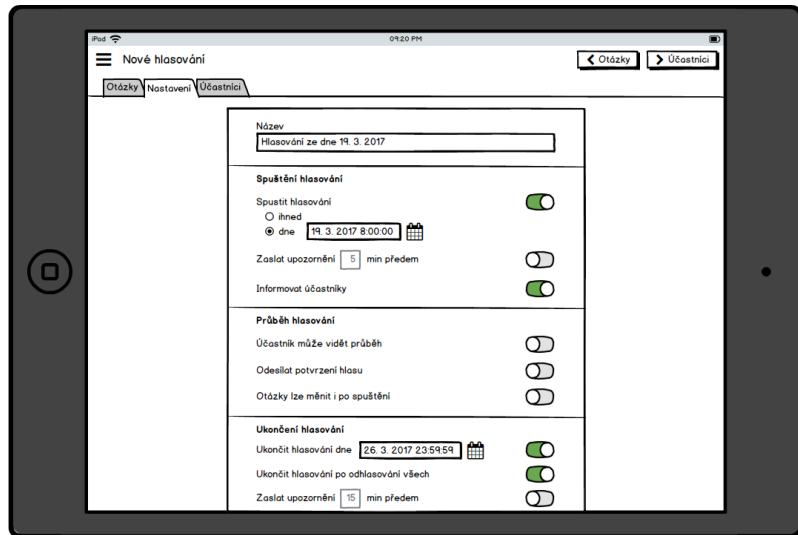 iPod 09:20 PM
Nové hlasování Otázky Účastníci
Otázky Nastavení Účastníci
Název
Hlasování ze dne 19. 3. 2017
Spuštění hlasování
Spustit hlasování
ihned
dne 19. 3. 2017 8:00:00
Zaslat upozornění 5 min předem
Informovat účastníky
Průběh hlasování
Účastník může vidět průběh
Odesílat potvrzení hlasu
Otázky lze měnit i po spuštění
Ukončení hlasování
Ukončit hlasování dne 26. 3. 2017 23:59:59
Ukončit hlasování po odhlasování všech
Zaslat upozornění 15 min předem